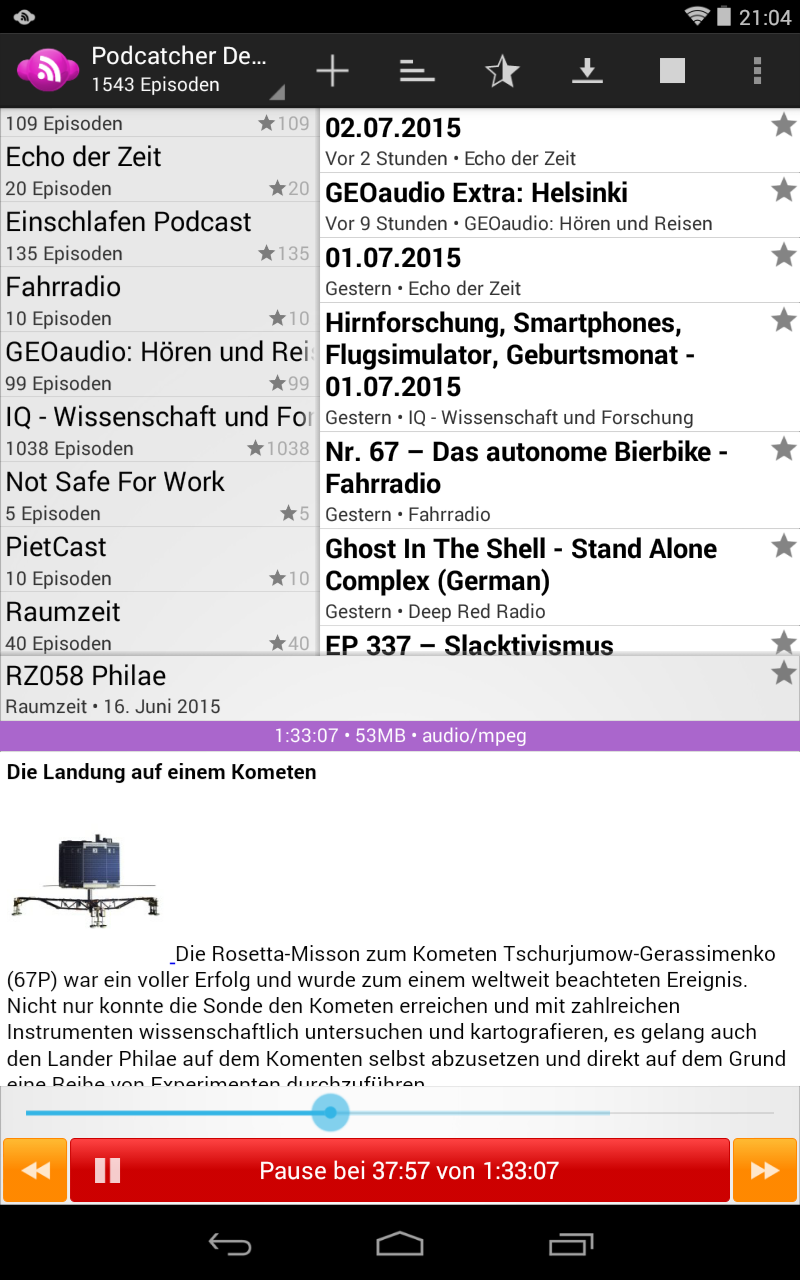 21:04
Podcatcher De...
1543 Episoden
109 Episoden
109
Echo der Zeit
20 Episoden
20
Einschlafen Podcast
135 Episoden
135
Fahrradio
10 Episoden
10
GEOaudio: Hören und Rei
99 Episoden
99
IQ - Wissenschaft und For
1038 Episoden
1038
Not Safe For Work
5 Episoden
5
PietCast
10 Episoden
10
Raumzeit
40 Episoden
40
02.07.2015
Vor 2 Stunden • Echo der Zeit
GEOaudio Extra: Helsinki
Vor 9 Stunden • GEOaudio: Hören und Reisen
01.07.2015
Gestern • Echo der Zeit
Hirnforschung, Smartphones,
Flugsimulator, Geburtsmonat -
01.07.2015
Gestern • IQ - Wissenschaft und Forschung
Nr. 67 – Das autonome Bierbike -
Fahrradio
Gestern • Fahrradio
Ghost In The Shell - Stand Alone
Complex (German)
Gestern • Deep Red Radio
EP 337 – Slacktivismus
RZ058 Philae
Raumzeit • 16. Juni 2015
1:33:07 • 53MB • audio/mpeg
Die Landung auf einem Kometen
Die Rosetta-Misson zum Kometen Tschurjumow-Gerassimenko
(67P) war ein voller Erfolg und wurde zum einem weltweit beachteten Ereignis.
Nicht nur konnte die Sonde den Kometen erreichen und mit zahlreichen
Instrumenten wissenschaftlich untersuchen und kartografieren, es gelang auch
den Lander Philae auf dem Komenten selbst abzusetzen und direkt auf dem Grund
eine Reihe von Experimenten durchzuführen
Pause bei 37:57 von 1:33:07